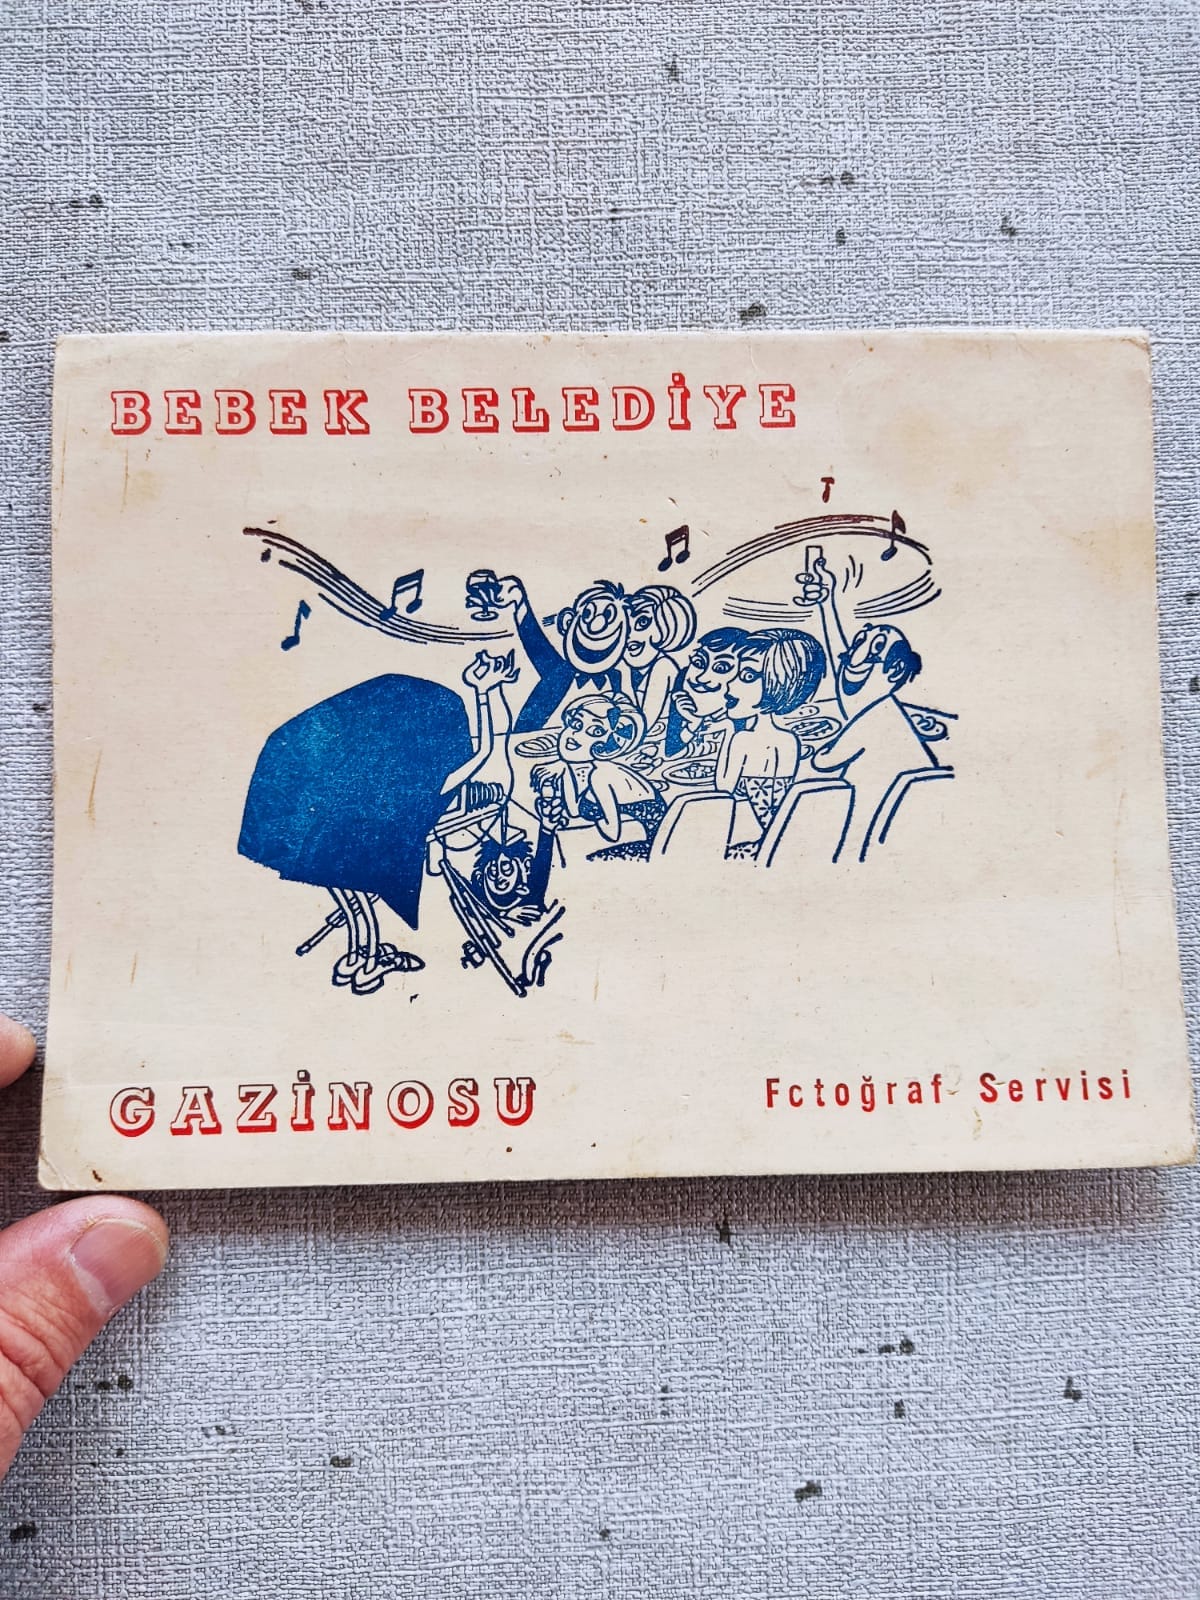 BEBEK BELEDİYE
GAZİNOSU
Fctoğraf Servisi